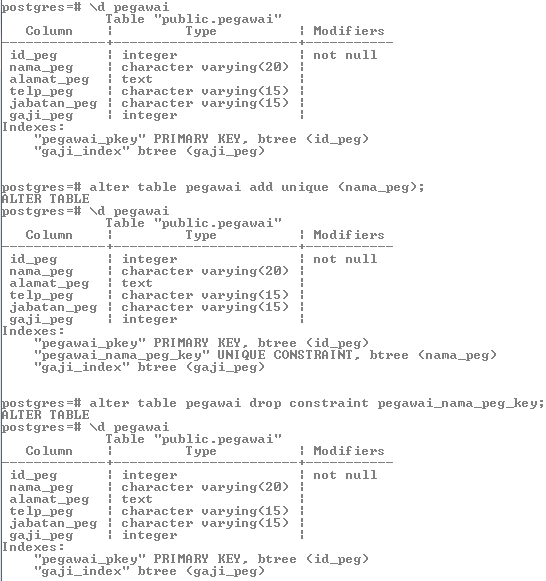 postgres=# \d pegawai
            Table "public.pegawai"
   Column    |         Type          | Modifiers
-------------+-----------------------+-----------
 id_peg      | integer               | not null
 nama_peg    | character varying(20) |
 alamat_peg  | text                  |
 telp_peg    | character varying(15) |
 jabatan_peg | character varying(15) |
 gaji_peg    | integer               |
Indexes:
    "pegawai_pkey" PRIMARY KEY, btree (id_peg)
    "gaji_index" btree (gaji_peg)

postgres=# alter table pegawai add unique (nama_peg);
ALTER TABLE
postgres=# \d pegawai
            Table "public.pegawai"
   Column    |         Type          | Modifiers
-------------+-----------------------+-----------
 id_peg      | integer               | not null
 nama_peg    | character varying(20) |
 alamat_peg  | text                  |
 telp_peg    | character varying(15) |
 jabatan_peg | character varying(15) |
 gaji_peg    | integer               |
Indexes:
    "pegawai_pkey" PRIMARY KEY, btree (id_peg)
    "pegawai_nama_peg_key" UNIQUE CONSTRAINT, btree (nama_peg)
    "gaji_index" btree (gaji_peg)

postgres=# alter table pegawai drop constraint pegawai_nama_peg_key;
ALTER TABLE
postgres=# \d pegawai
            Table "public.pegawai"
   Column    |         Type          | Modifiers
-------------+-----------------------+-----------
 id_peg      | integer               | not null
 nama_peg    | character varying(20) |
 alamat_peg  | text                  |
 telp_peg    | character varying(15) |
 jabatan_peg | character varying(15) |
 gaji_peg    | integer               |
Indexes:
    "pegawai_pkey" PRIMARY KEY, btree (id_peg)
    "gaji_index" btree (gaji_peg)